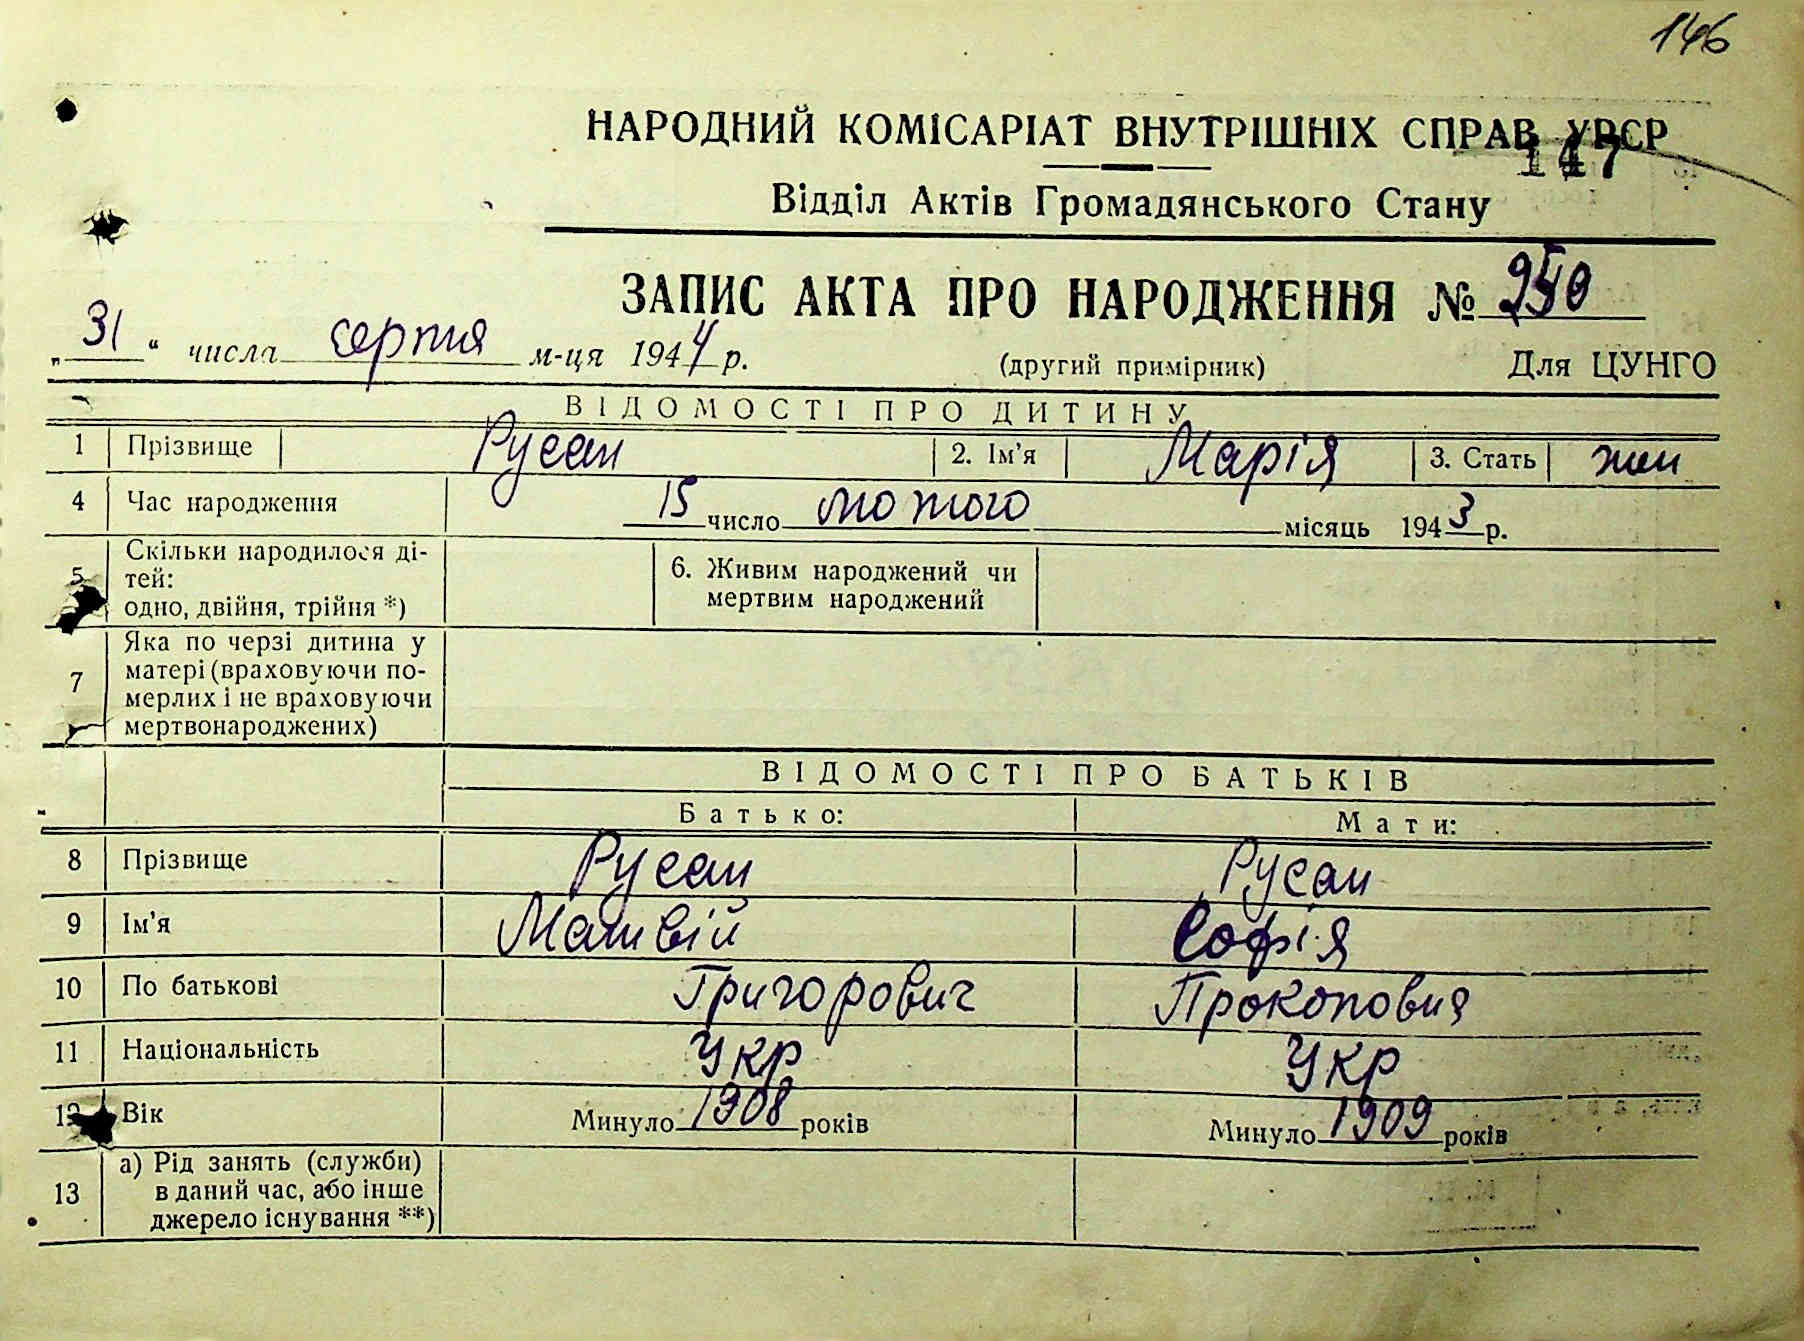 146
НАРОДНИЙ КОМІСАРІАТ ВНУТРІШНІХ СПРАВ УРСР
147
Відділ Актів Громадянського Стану
ЗАПИС АКТА ПРО НАРОДЖЕННЯ №
„31“ числа серпня м-ця 1944 р. (другий примірник) Для ЦУНГО
ВІДОМОСТІ ПРО ДИТИНУ
1 Прізвище Русан 2. Ім'я Марія 3. Стать жен
4 Час народження 15 число лютого місяць 1943 р.
5 Скільки народилося ді-
тей:
одно, двійня, трійня *)
6. Живим народжений чи
мертвим народжений
7 Яка по черзі дитина у
матері (враховуючи по-
мерлих і не враховуючи
мертвонароджених)
ВІДОМОСТІ ПРО БАТЬКІВ
Батько: Мати:
8 Прізвище Русан Русан
9 Ім'я Матвій Софія
10 По батькові Григорович Прокоповна
11 Національність Укр Укр
12 Вік Минуло 1908 років Минуло 1909 років
13 а) Рід занять (служби)
в даний час, або інше
джерело існування **)